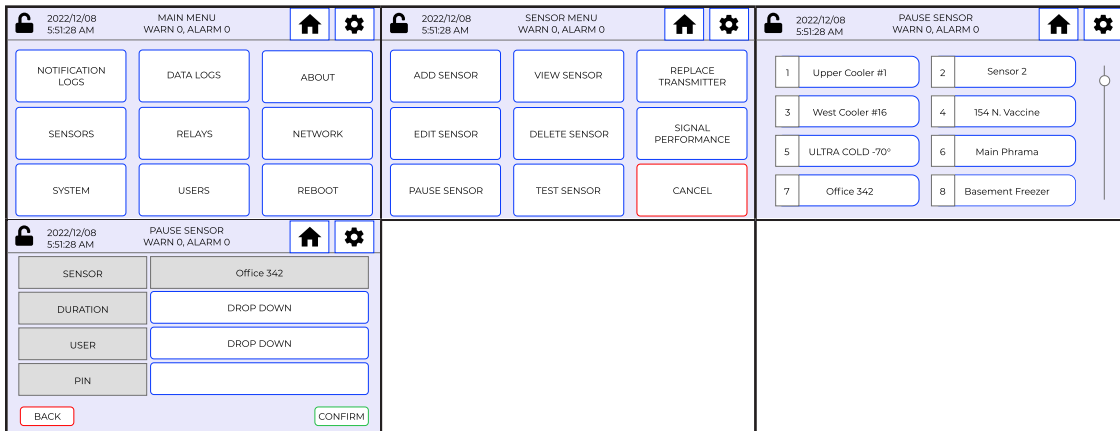 2022/12/08
5:51:28 AM
MAIN MENU
WARN 0, ALARM 0
NOTIFICATION
LOGS
DATA LOGS
ABOUT
SENSORS
RELAYS
NETWORK
SYSTEM
USERS
REBOOT
2022/12/08
5:51:28 AM
SENSOR MENU
WARN 0, ALARM 0
ADD SENSOR
VIEW SENSOR
REPLACE
TRANSMITTER
EDIT SENSOR
DELETE SENSOR
SIGNAL
PERFORMANCE
PAUSE SENSOR
TEST SENSOR
CANCEL
2022/12/08
5:51:28 AM
PAUSE SENSOR
WARN 0, ALARM 0
1 Upper Cooler #1
2 Sensor 2
3 West Cooler #16
4 154 N. Vaccine
5 ULTRA COLD -70°
6 Main Phrama
7 Office 342
8 Basement Freezer
2022/12/08
5:51:28 AM
PAUSE SENSOR
WARN 0, ALARM 0
SENSOR
Office 342
DURATION
DROP DOWN
USER
DROP DOWN
PIN
BACK
CONFIRM